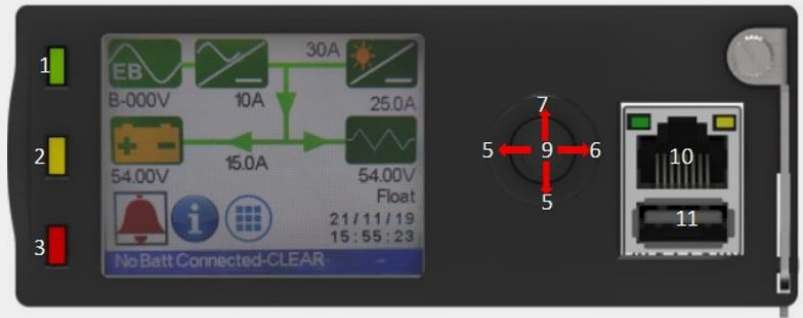 1
2
3
EB
30A
B-000V
10A
25.0A
15.0A
54.00V
54.00V
Float
21/11/19
15:55:23
i
No Batt Connected-CLEAR
7
5
9
6
5
10
11